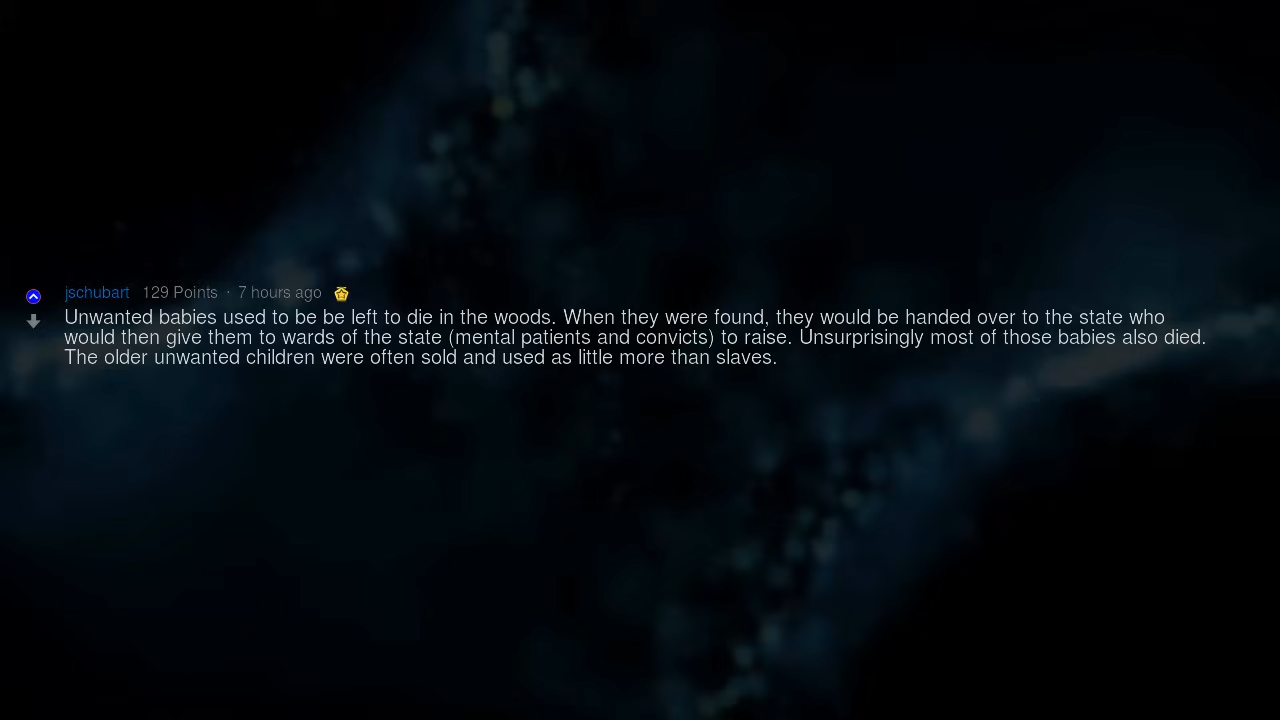 jschubart 129 Points · 7 hours ago
Unwanted babies used to be be left to die in the woods. When they were found, they would be handed over to the state who
would then give them to wards of the state (mental patients and convicts) to raise. Unsurprisingly most of those babies also died.
The older unwanted children were often sold and used as little more than slaves.